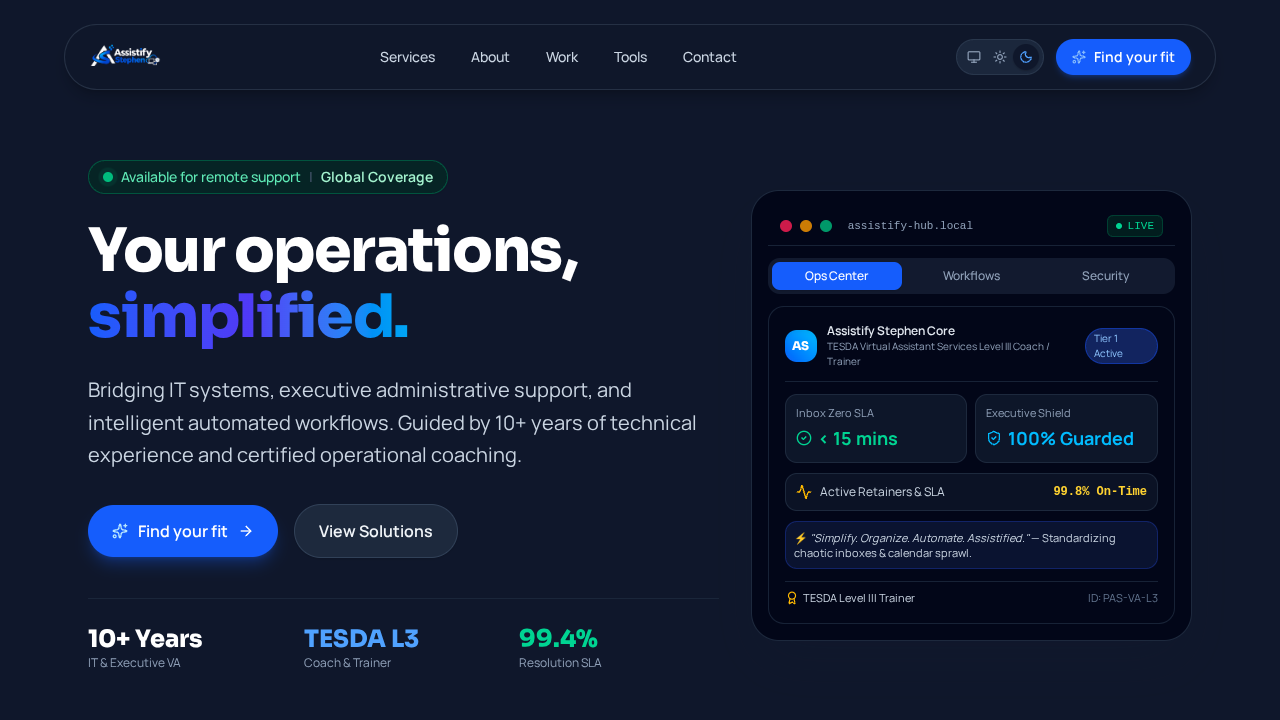 Assistify
Stephen
Services
About
Work
Tools
Contact
Find your fit
Available for remote support | Global Coverage
Your operations,
simplified.
Bridging IT systems, executive administrative support, and
intelligent automated workflows. Guided by 10+ years of technical
experience and certified operational coaching.
Find your fit
View Solutions
10+ Years
IT & Executive VA
TESDA L3
Coach & Trainer
99.4%
Resolution SLA
assistify-hub.local
LIVE
Ops Center
Workflows
Security
AS
Assistify Stephen Core
TESDA Virtual Assistant Services Level III Coach /
Trainer
Tier 1
Active
Inbox Zero SLA
< 15 mins
Executive Shield
100% Guarded
Active Retainers & SLA
99.8% On-Time
⚡ "Simplify. Organize. Automate. Assistified." — Standardizing
chaotic inboxes & calendar sprawl.
TESDA Level III Trainer
ID: PAS-VA-L3